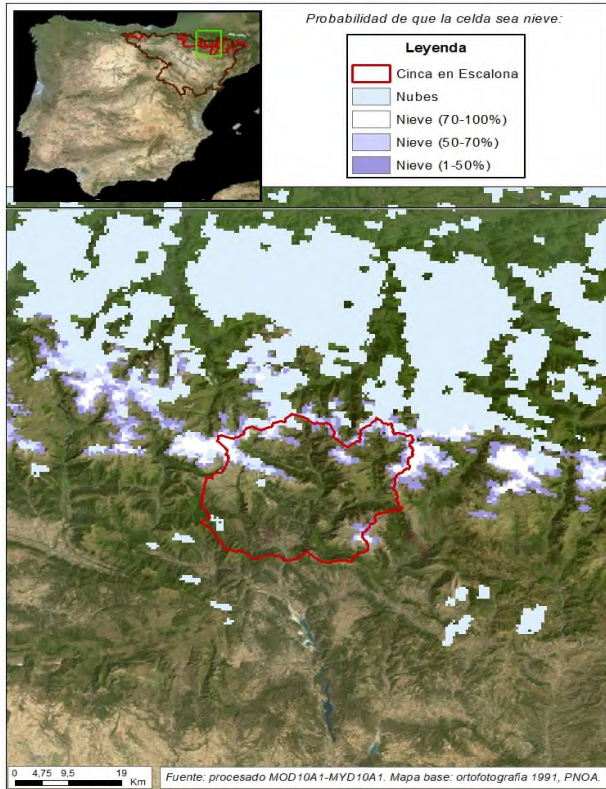 Probabilidad de que la celda sea nieve:
Leyenda
Cinca en Escalona
Nubes
Nieve (70-100%)
Nieve (50-70%)
Nieve (1-50%)
0 4,75 9,5 19
Km
Fuente: procesado MOD10A1-MYD10A1. Mapa base: ortofotografia 1991, PNOA.